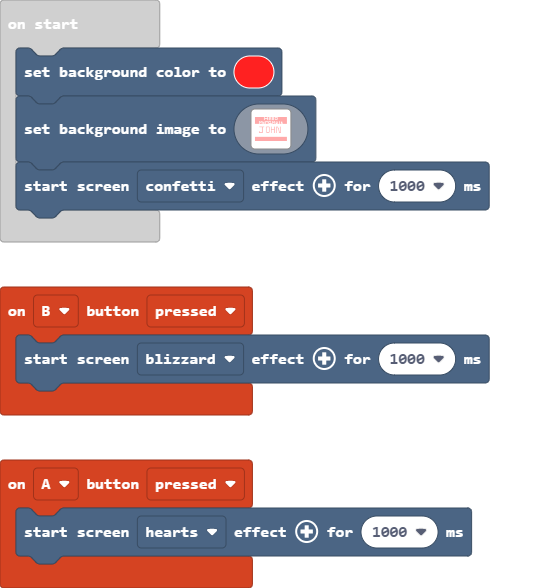 on start
set background color to
set background image to JOHN
start screen confetti effect for 1000 ms
on B button pressed
start screen blizzard effect for 1000 ms
on A button pressed
start screen hearts effect for 1000 ms